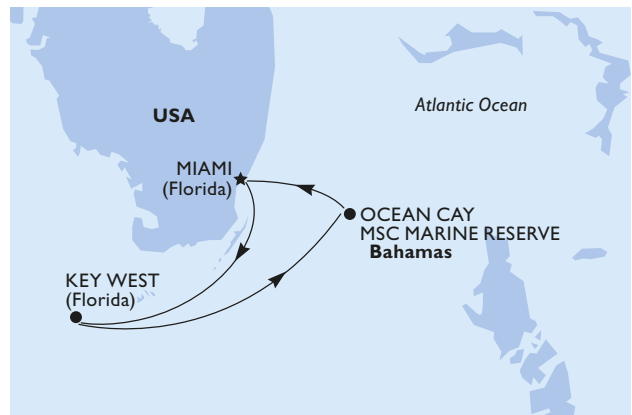 USA
Atlantic Ocean
MIAMI
(Florida)
OCEAN CAY
MSC MARINE RESERVE
Bahamas
KEY WEST
(Florida)